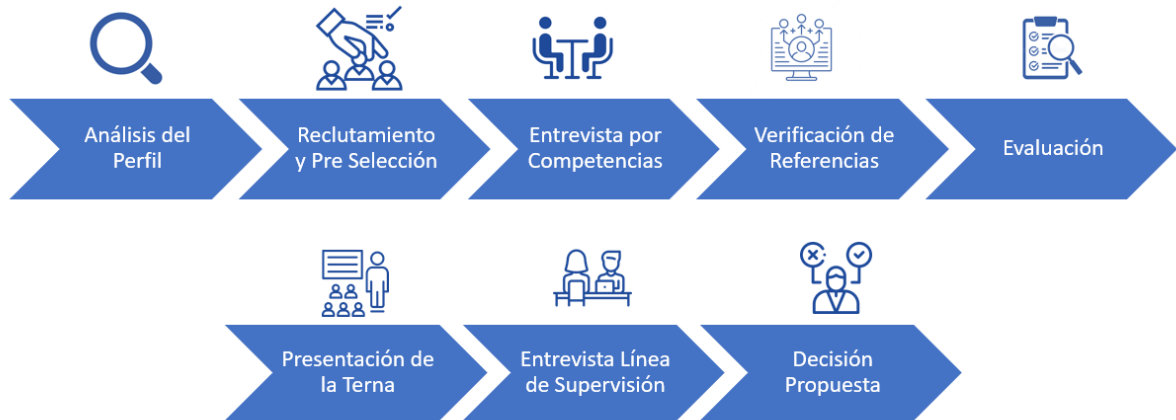 Análisis del
Perfil
Reclutamiento
y Pre Selección
Entrevista por
Competencias
Verificación de
Referencias
Evaluación
Presentación de
la Terna
Entrevista Línea
de Supervisión
Decisión
Propuesta